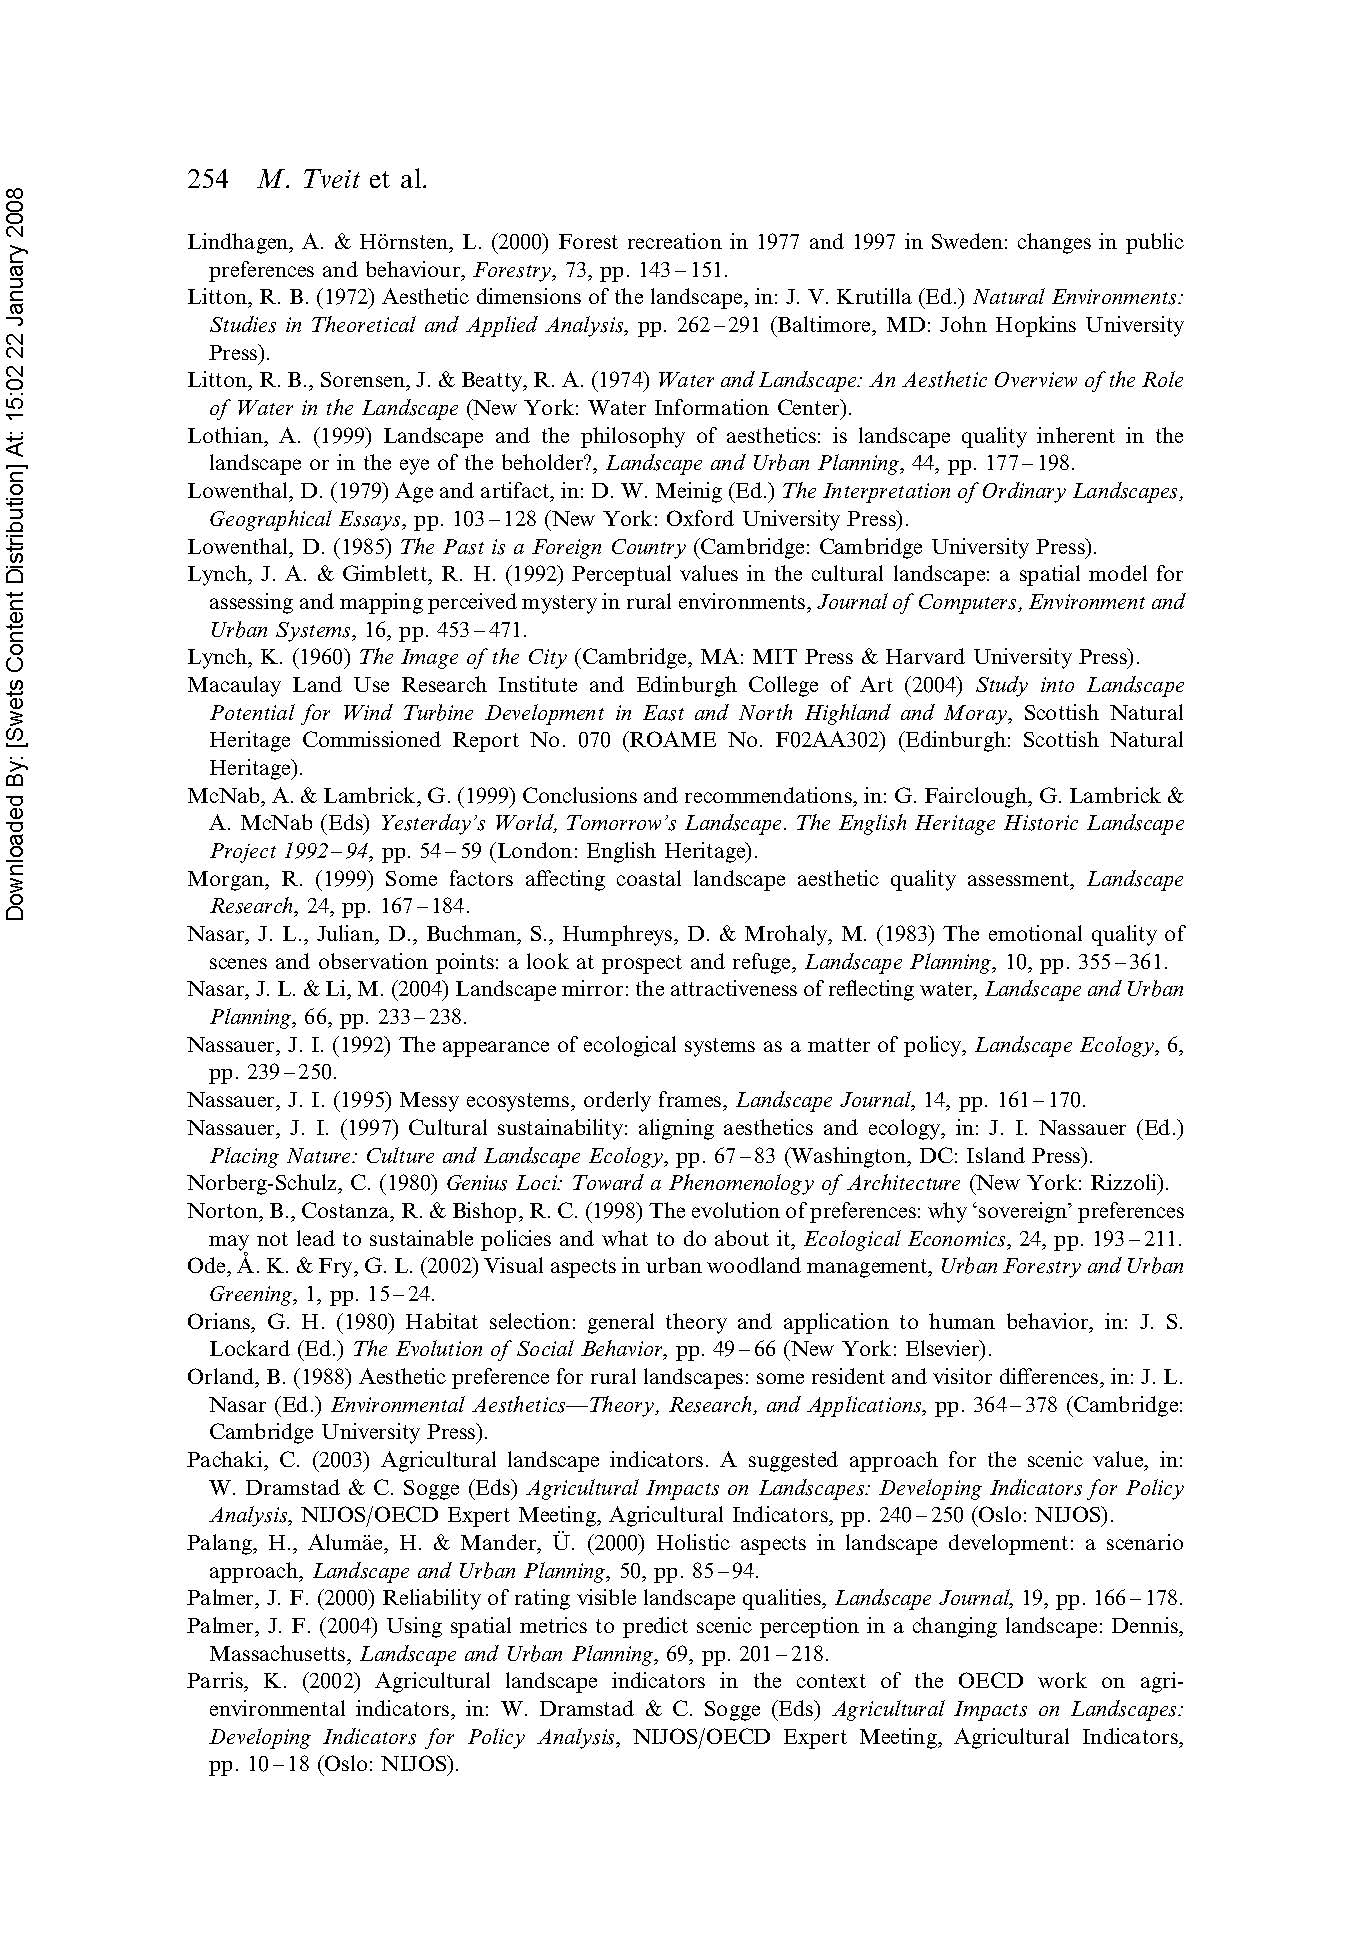 254 M. Tveit et al.
Lindhagen, A. & Hörnsten, L. (2000) Forest recreation in 1977 and 1997 in Sweden: changes in public
preferences and behaviour, Forestry, 73, pp. 143–151.
Litton, R. B. (1972) Aesthetic dimensions of the landscape, in: J. V. Krutilla (Ed.) Natural Environments:
Studies in Theoretical and Applied Analysis, pp. 262–291 (Baltimore, MD: John Hopkins University
Press).
Litton, R. B., Sorensen, J. & Beatty, R. A. (1974) Water and Landscape: An Aesthetic Overview of the Role
of Water in the Landscape (New York: Water Information Center).
Lothian, A. (1999) Landscape and the philosophy of aesthetics: is landscape quality inherent in the
landscape or in the eye of the beholder?, Landscape and Urban Planning, 44, pp. 177–198.
Lowenthal, D. (1979) Age and artifact, in: D. W. Meinig (Ed.) The Interpretation of Ordinary Landscapes,
Geographical Essays, pp. 103–128 (New York: Oxford University Press).
Lowenthal, D. (1985) The Past is a Foreign Country (Cambridge: Cambridge University Press).
Lynch, J. A. & Gimblett, R. H. (1992) Perceptual values in the cultural landscape: a spatial model for
assessing and mapping perceived mystery in rural environments, Journal of Computers, Environment and
Urban Systems, 16, pp. 453–471.
Lynch, K. (1960) The Image of the City (Cambridge, MA: MIT Press & Harvard University Press).
Macaulay Land Use Research Institute and Edinburgh College of Art (2004) Study into Landscape
Potential for Wind Turbine Development in East and North Highland and Moray, Scottish Natural
Heritage Commissioned Report No. 070 (ROAME No. F02AA302) (Edinburgh: Scottish Natural
Heritage).
McNab, A. & Lambrick, G. (1999) Conclusions and recommendations, in: G. Fairclough, G. Lambrick &
A. McNab (Eds) Yesterday's World, Tomorrow's Landscape. The English Heritage Historic Landscape
Project 1992–94, pp. 54–59 (London: English Heritage).
Morgan, R. (1999) Some factors affecting coastal landscape aesthetic quality assessment, Landscape
Research, 24, pp. 167–184.
Nasar, J. L., Julian, D., Buchman, S., Humphreys, D. & Mrohaly, M. (1983) The emotional quality of
scenes and observation points: a look at prospect and refuge, Landscape Planning, 10, pp. 355–361.
Nasar, J. L. & Li, M. (2004) Landscape mirror: the attractiveness of reflecting water, Landscape and Urban
Planning, 66, pp. 233–238.
Nassauer, J. I. (1992) The appearance of ecological systems as a matter of policy, Landscape Ecology, 6,
pp. 239–250.
Nassauer, J. I. (1995) Messy ecosystems, orderly frames, Landscape Journal, 14, pp. 161–170.
Nassauer, J. I. (1997) Cultural sustainability: aligning aesthetics and ecology, in: J. I. Nassauer (Ed.)
Placing Nature: Culture and Landscape Ecology, pp. 67–83 (Washington, DC: Island Press).
Norberg-Schulz, C. (1980) Genius Loci: Toward a Phenomenology of Architecture (New York: Rizzoli).
Norton, B., Costanza, R. & Bishop, R. C. (1998) The evolution of preferences: why ‘sovereign’ preferences
may not lead to sustainable policies and what to do about it, Ecological Economics, 24, pp. 193–211.
Ode, Å. K. & Fry, G. L. (2002) Visual aspects in urban woodland management, Urban Forestry and Urban
Greening, 1, pp. 15–24.
Orians, G. H. (1980) Habitat selection: general theory and application to human behavior, in: J. S.
Lockard (Ed.) The Evolution of Social Behavior, pp. 49–66 (New York: Elsevier).
Orland, B. (1988) Aesthetic preference for rural landscapes: some resident and visitor differences, in: J. L.
Nasar (Ed.) Environmental Aesthetics—Theory, Research, and Applications, pp. 364–378 (Cambridge:
Cambridge University Press).
Pachaki, C. (2003) Agricultural landscape indicators. A suggested approach for the scenic value, in:
W. Dramstad & C. Sogge (Eds) Agricultural Impacts on Landscapes: Developing Indicators for Policy
Analysis, NIJOS/OECD Expert Meeting, Agricultural Indicators, pp. 240–250 (Oslo: NIJOS).
Palang, H., Alumäe, H. & Mander, Ü. (2000) Holistic aspects in landscape development: a scenario
approach, Landscape and Urban Planning, 50, pp. 85–94.
Palmer, J. F. (2000) Reliability of rating visible landscape qualities, Landscape Journal, 19, pp. 166–178.
Palmer, J. F. (2004) Using spatial metrics to predict scenic perception in a changing landscape: Dennis,
Massachusetts, Landscape and Urban Planning, 69, pp. 201–218.
Parris, K. (2002) Agricultural landscape indicators in the context of the OECD work on agri-
environmental indicators, in: W. Dramstad & C. Sogge (Eds) Agricultural Impacts on Landscapes:
Developing Indicators for Policy Analysis, NIJOS/OECD Expert Meeting, Agricultural Indicators,
pp. 10–18 (Oslo: NIJOS).
Downloaded By: [Swets Content Distribution] At: 15:02 22 January 2008